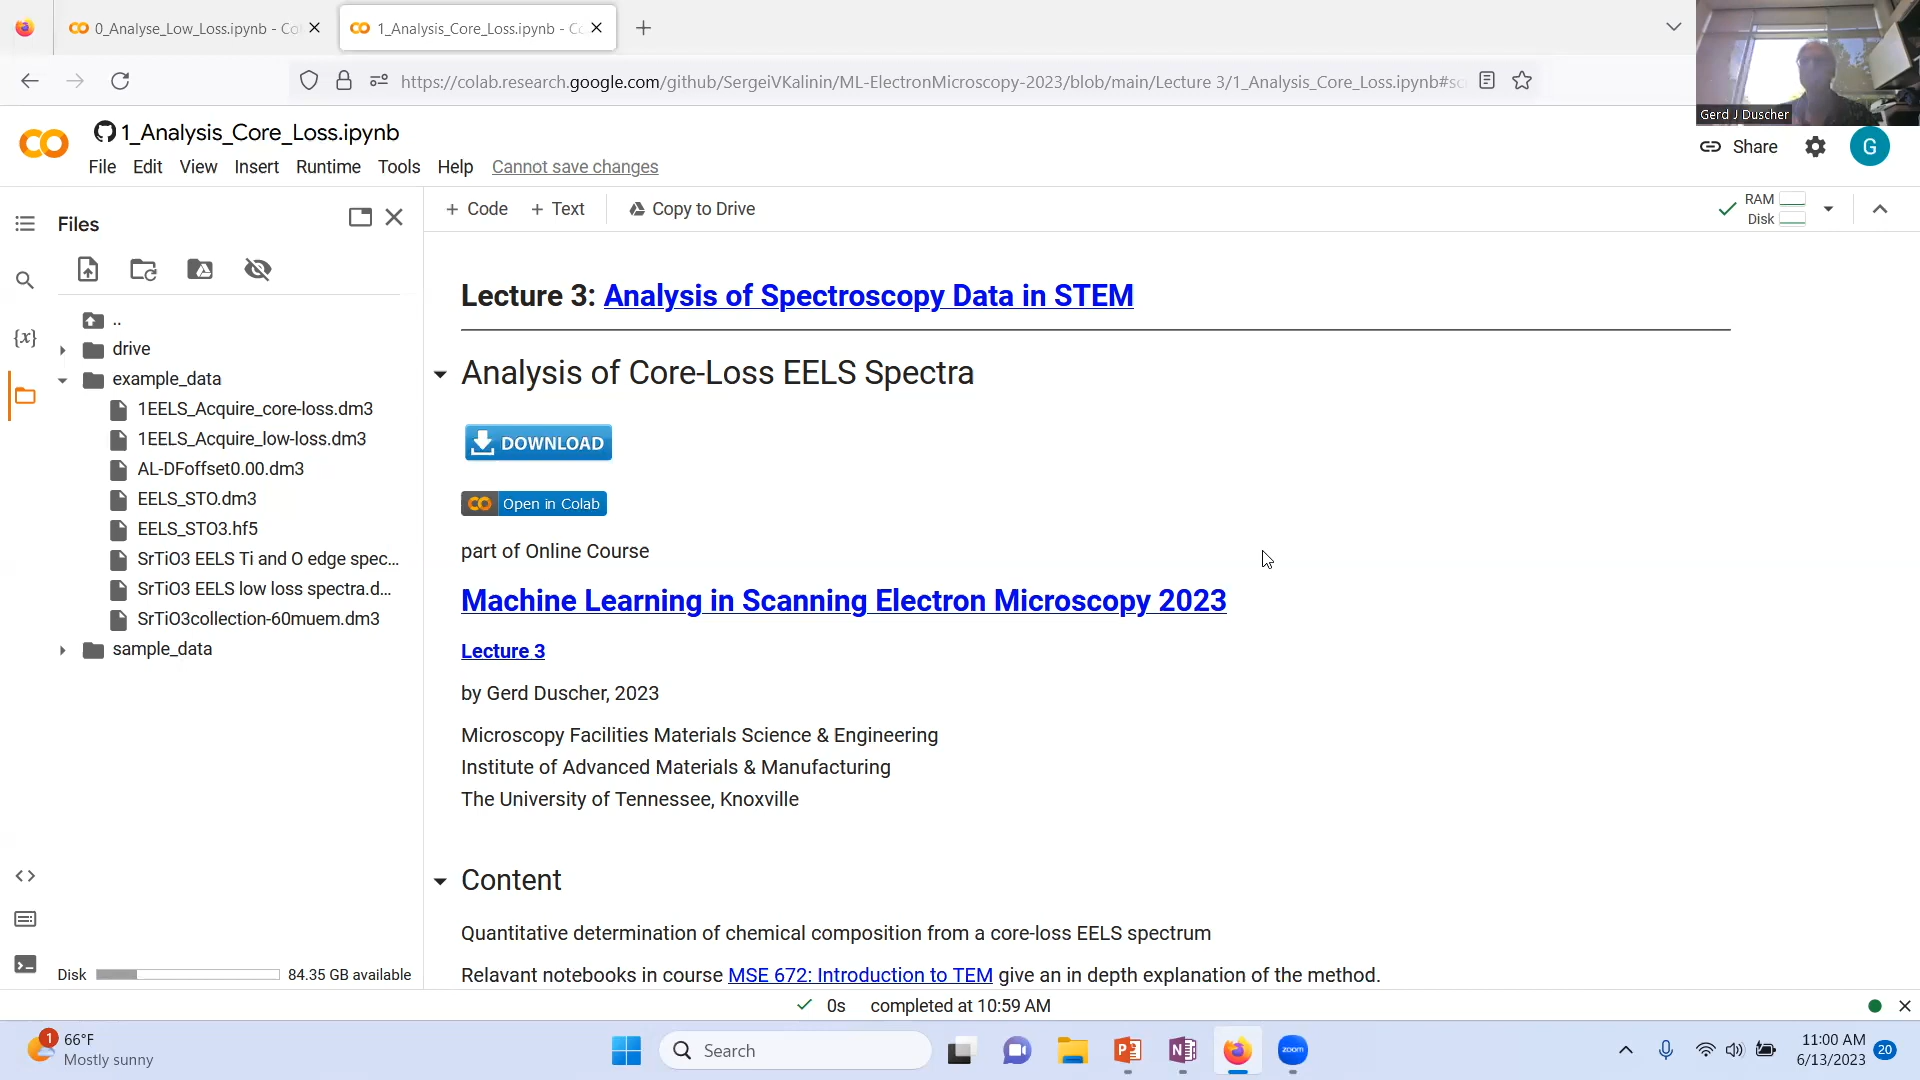 0_Analyse_Low_Loss.ipynb - Co
1_Analysis_Core_Loss.ipynb - Co
https://colab.research.google.com/github/SergeiVKalinin/ML-ElectronMicroscopy-2023/blob/main/Lecture 3/1_Analysis_Core_Loss.ipynb#sc
Gerd J Duscher
1_Analysis_Core_Loss.ipynb
File Edit View Insert Runtime Tools Help Cannot save changes
Share
G
Files
+ Code + Text Copy to Drive
RAM
Disk
..
drive
example_data
1EELS_Acquire_core-loss.dm3
1EELS_Acquire_low-loss.dm3
AL-DFoffset0.00.dm3
EELS_STO.dm3
EELS_STO3.hf5
SrTiO3 EELS Ti and O edge spec...
SrTiO3 EELS low loss spectra.d...
SrTiO3collection-60muem.dm3
sample_data
{x}
Disk 84.35 GB available
Lecture 3: Analysis of Spectroscopy Data in STEM
Analysis of Core-Loss EELS Spectra
DOWNLOAD
Open in Colab
part of Online Course
Machine Learning in Scanning Electron Microscopy 2023
Lecture 3
by Gerd Duscher, 2023
Microscopy Facilities Materials Science & Engineering
Institute of Advanced Materials & Manufacturing
The University of Tennessee, Knoxville
Content
Quantitative determination of chemical composition from a core-loss EELS spectrum
Relavant notebooks in course MSE 672: Introduction to TEM give an in depth explanation of the method.
0s completed at 10:59 AM
1
66°F
Mostly sunny
Search
zoom
11:00 AM
6/13/2023
20